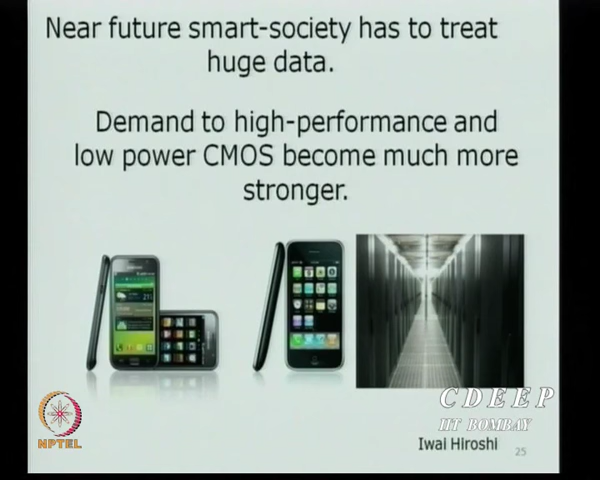 Near future smart-society has to treat
huge data.
Demand to high-performance and
low power CMOS become much more
stronger.
CDEEP
IIT BOMBAY
NPTEL
Iwai Hiroshi
25